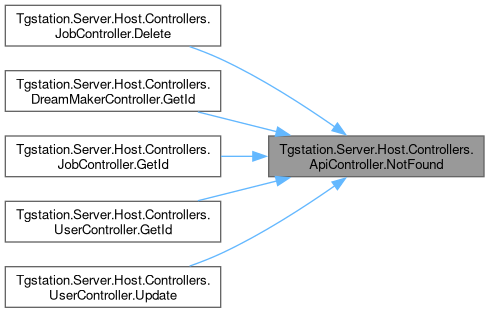 Tgstation.Server.Host.Controllers.
JobController.Delete
Tgstation.Server.Host.Controllers.
DreamMakerController.GetId
Tgstation.Server.Host.Controllers.
JobController.GetId
Tgstation.Server.Host.Controllers.
UserController.GetId
Tgstation.Server.Host.Controllers.
UserController.Update
Tgstation.Server.Host.Controllers.
ApiController.NotFound